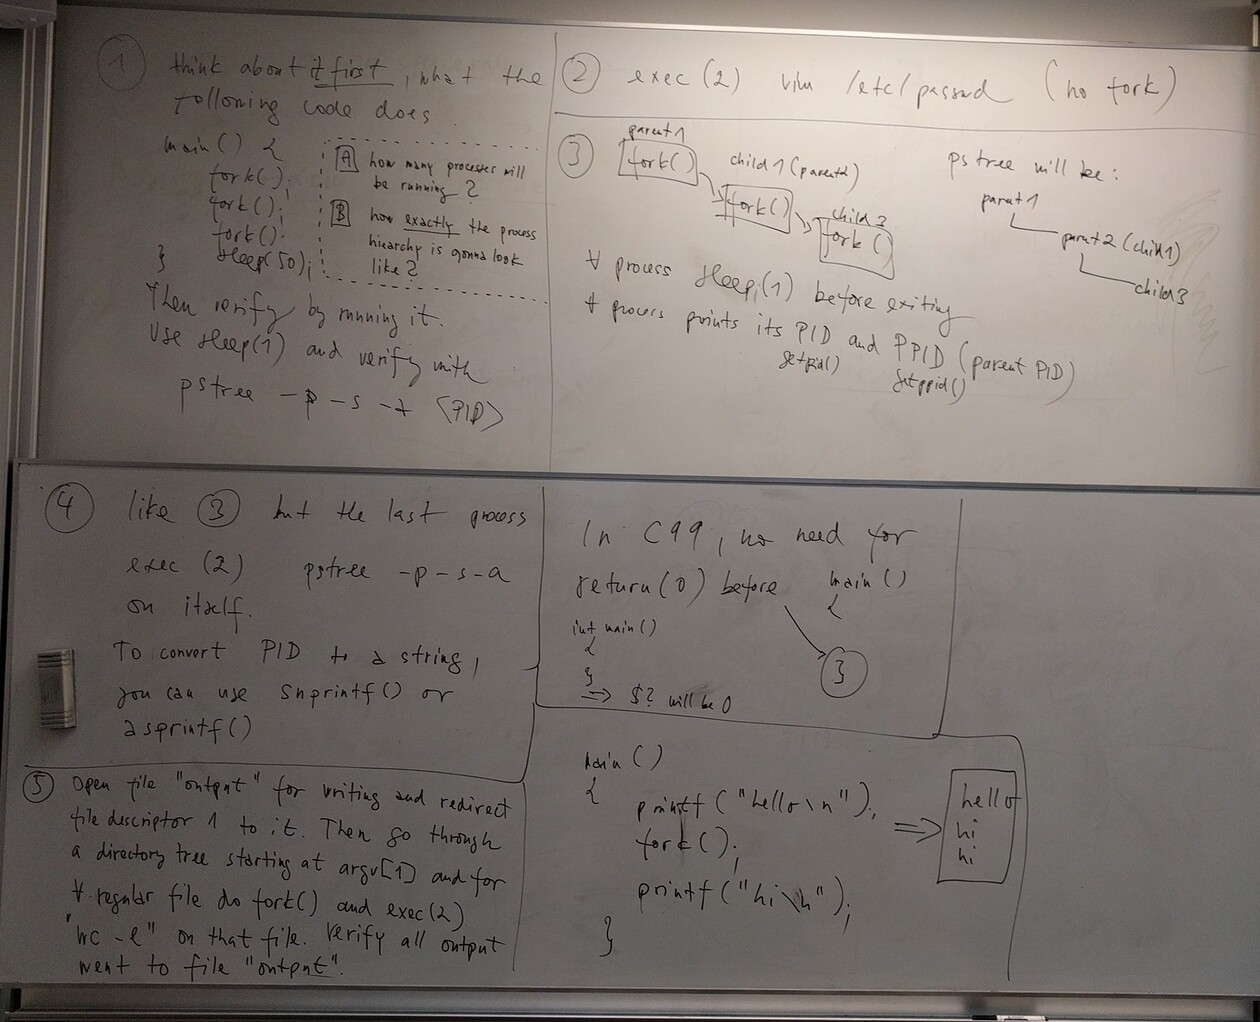 1 think about it first, what the
following code does
main() {
fork();
fork();
fork();
sleep(50);
}
A how many processes will
be running?
B how exactly the process
hierarchy is gonna look
like?
Then verify by running it.
Use sleep(1) and verify with
pstree -p -s -t <PID>
2 exec(2) vim /etc/passwd (no fork)
3
parent1
fork()
child1 (parent2)
fork()
child3
fork()
pstree will be:
parent1
parent2 (child1)
child3
∀ process sleep(1) before exiting
∀ process prints its PID and PPID (parent PID)
getpid()
getppid()
4 like 3 but the last process
exec(2) pstree -p -s -a
on itself.
To convert PID to a string,
you can use snprintf() or
asprintf()
In C99, no need for
return(0) before
main()
{
int main()
{
}
⇒ $? will be 0
3
5 Open file "output" for writing and redirect
file descriptor 1 to it. Then go through
a directory tree starting at argv[1] and for
∀ regular file do fork() and exec(2)
"wc -l" on that file. Verify all output
went to file "output".
main()
{
printf("hello\n");
fork();
printf("hi\n");
}
⇒
hello
hi
hi